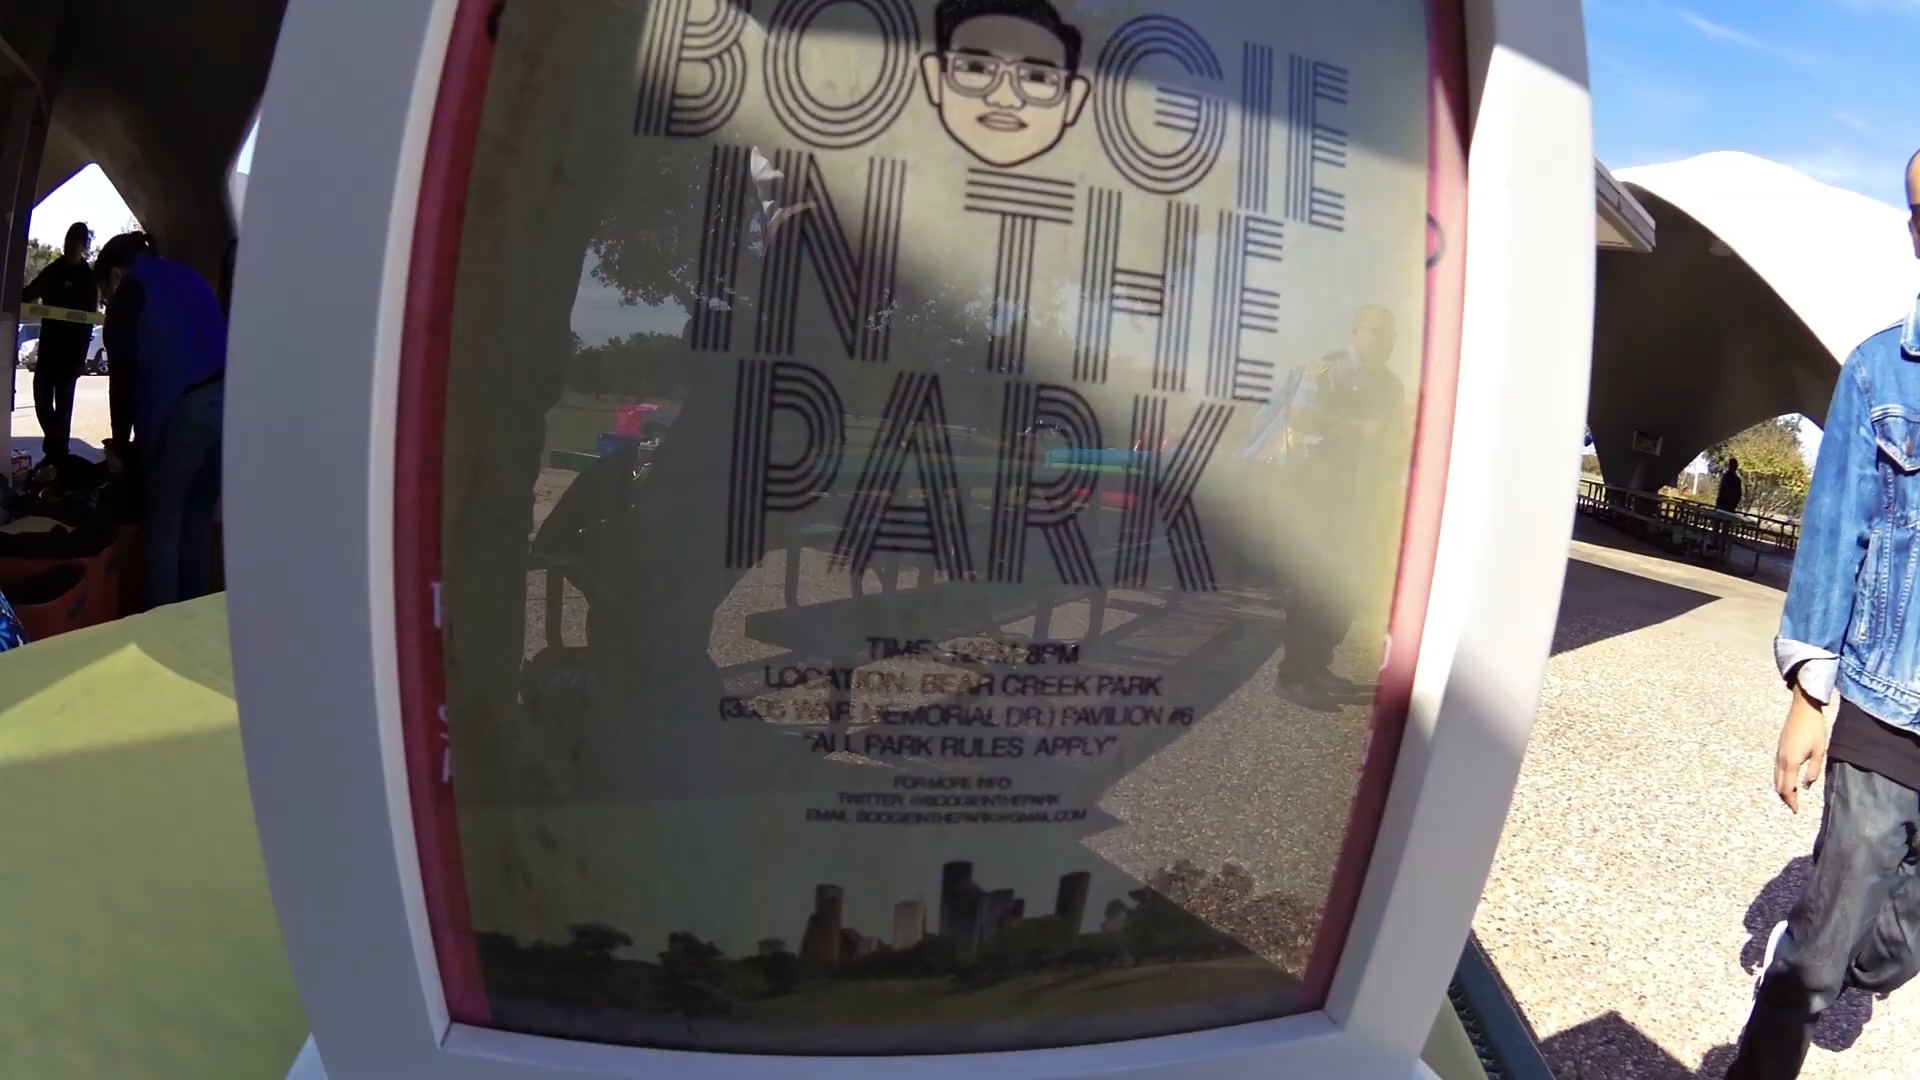 BOOGIE
IN THE
PARK
TIME: 12PM-8PM
LOCATION: BEAR CREEK PARK
WAR MEMORIAL DR.) PAVILION #6
"ALL PARK RULES APPLY"
FOR MORE INFO:
TWITTER: @BOOGIEINTHEPARK
EMAIL: BOOGIEINTHEPARK@GMAIL.COM